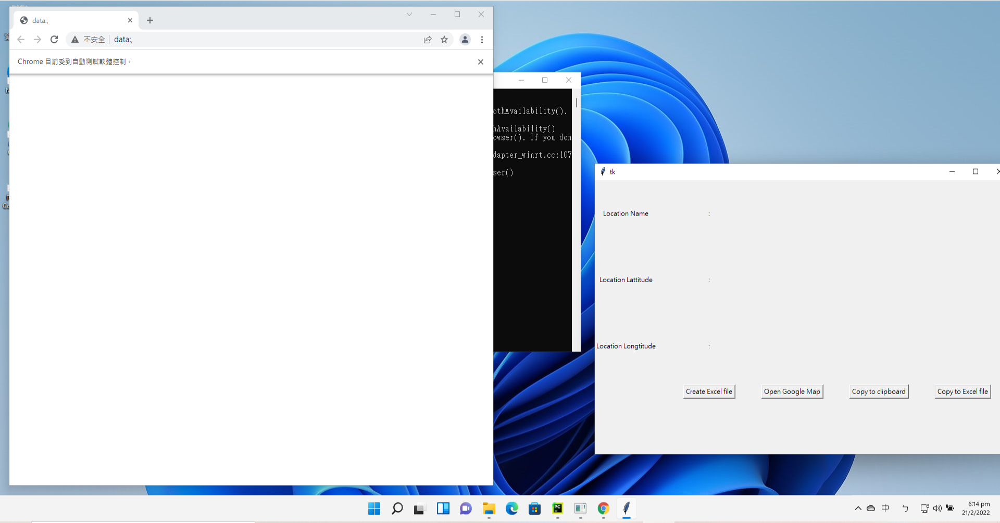 data:,
不安全 data:,
Chrome 目前受到自動測試軟體控制。
othAvailability().
hAvailability()
owser(). If you don
dapter_winrt.cc:107
ser()
tk
Location Name :
Location Lattitude :
Location Longtitude :
Create Excel file Open Google Map Copy to clipboard Copy to Excel file
PC
中 ㄅ
6:14 pm
21/2/2022